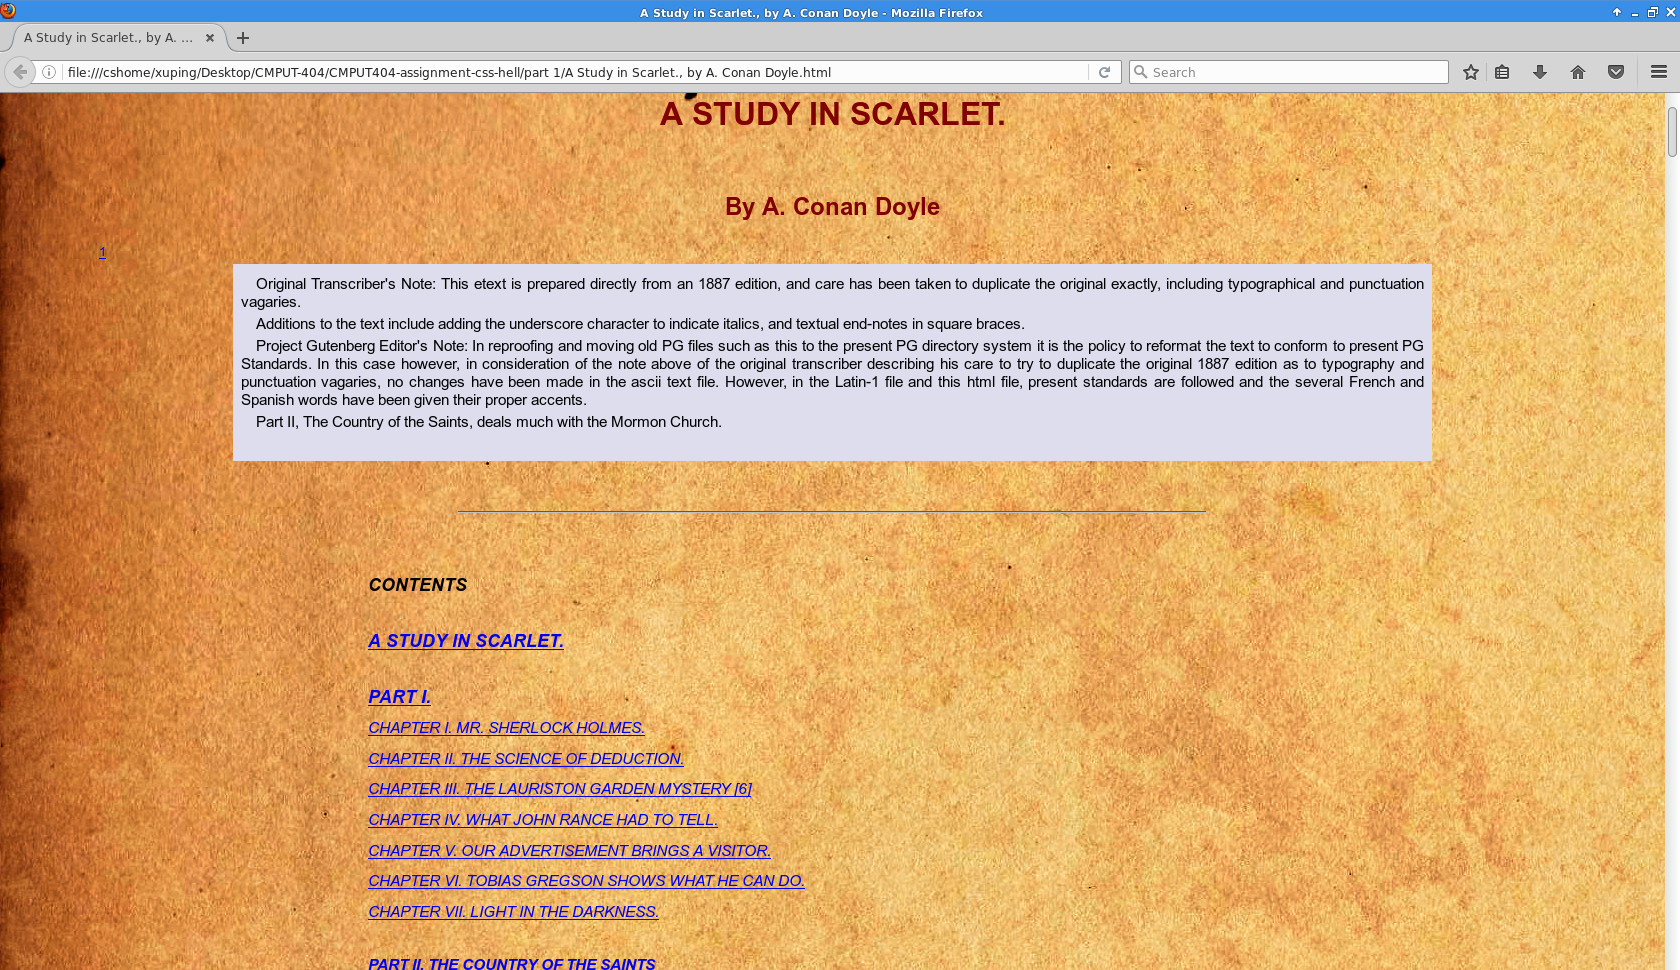 A Study in Scarlet., by A. Conan Doyle - Mozilla Firefox
A Study in Scarlet., by A. ...
file:///cshome/xuping/Desktop/CMPUT-404/CMPUT404-assignment-css-hell/part 1/A Study in Scarlet., by A. Conan Doyle.html
Search
A STUDY IN SCARLET.
By A. Conan Doyle
1
Original Transcriber's Note: This etext is prepared directly from an 1887 edition, and care has been taken to duplicate the original exactly, including typographical and punctuation
vagaries.
Additions to the text include adding the underscore character to indicate italics, and textual end-notes in square braces.
Project Gutenberg Editor's Note: In reproofing and moving old PG files such as this to the present PG directory system it is the policy to reformat the text to conform to present PG
Standards. In this case however, in consideration of the note above of the original transcriber describing his care to try to duplicate the original 1887 edition as to typography and
punctuation vagaries, no changes have been made in the ascii text file. However, in the Latin-1 file and this html file, present standards are followed and the several French and
Spanish words have been given their proper accents.
Part II, The Country of the Saints, deals much with the Mormon Church.
CONTENTS
A STUDY IN SCARLET.
PART I.
CHAPTER I. MR. SHERLOCK HOLMES.
CHAPTER II. THE SCIENCE OF DEDUCTION.
CHAPTER III. THE LAURISTON GARDEN MYSTERY [6]
CHAPTER IV. WHAT JOHN RANCE HAD TO TELL.
CHAPTER V. OUR ADVERTISEMENT BRINGS A VISITOR.
CHAPTER VI. TOBIAS GREGSON SHOWS WHAT HE CAN DO.
CHAPTER VII. LIGHT IN THE DARKNESS.
PART II. THE COUNTRY OF THE SAINTS